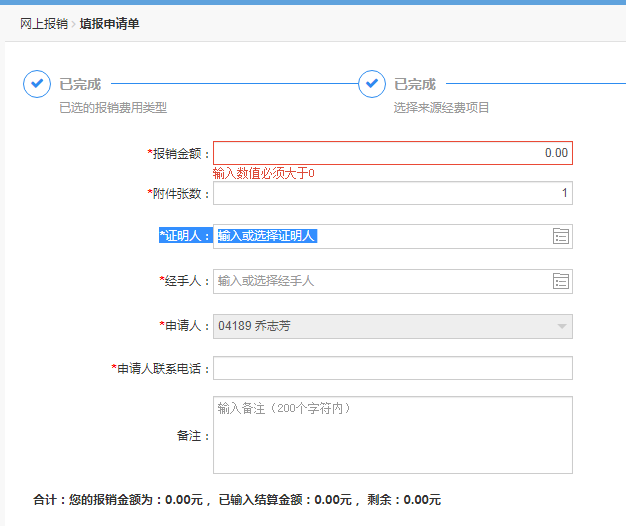 网上报销 > 填报申请单
已完成 已完成
已选的报销费用类型 选择来源经费项目
*报销金额： 0.00
输入数值必须大于0
*附件张数： 1
*证明人： 输入或选择证明人
*经手人： 输入或选择经手人
*申请人： 04189 乔志芳
*申请人联系电话：
输入备注（200个字符内）
备注：
合计：您的报销金额为：0.00元 ，已输入结算金额：0.00元 ，剩余：0.00元